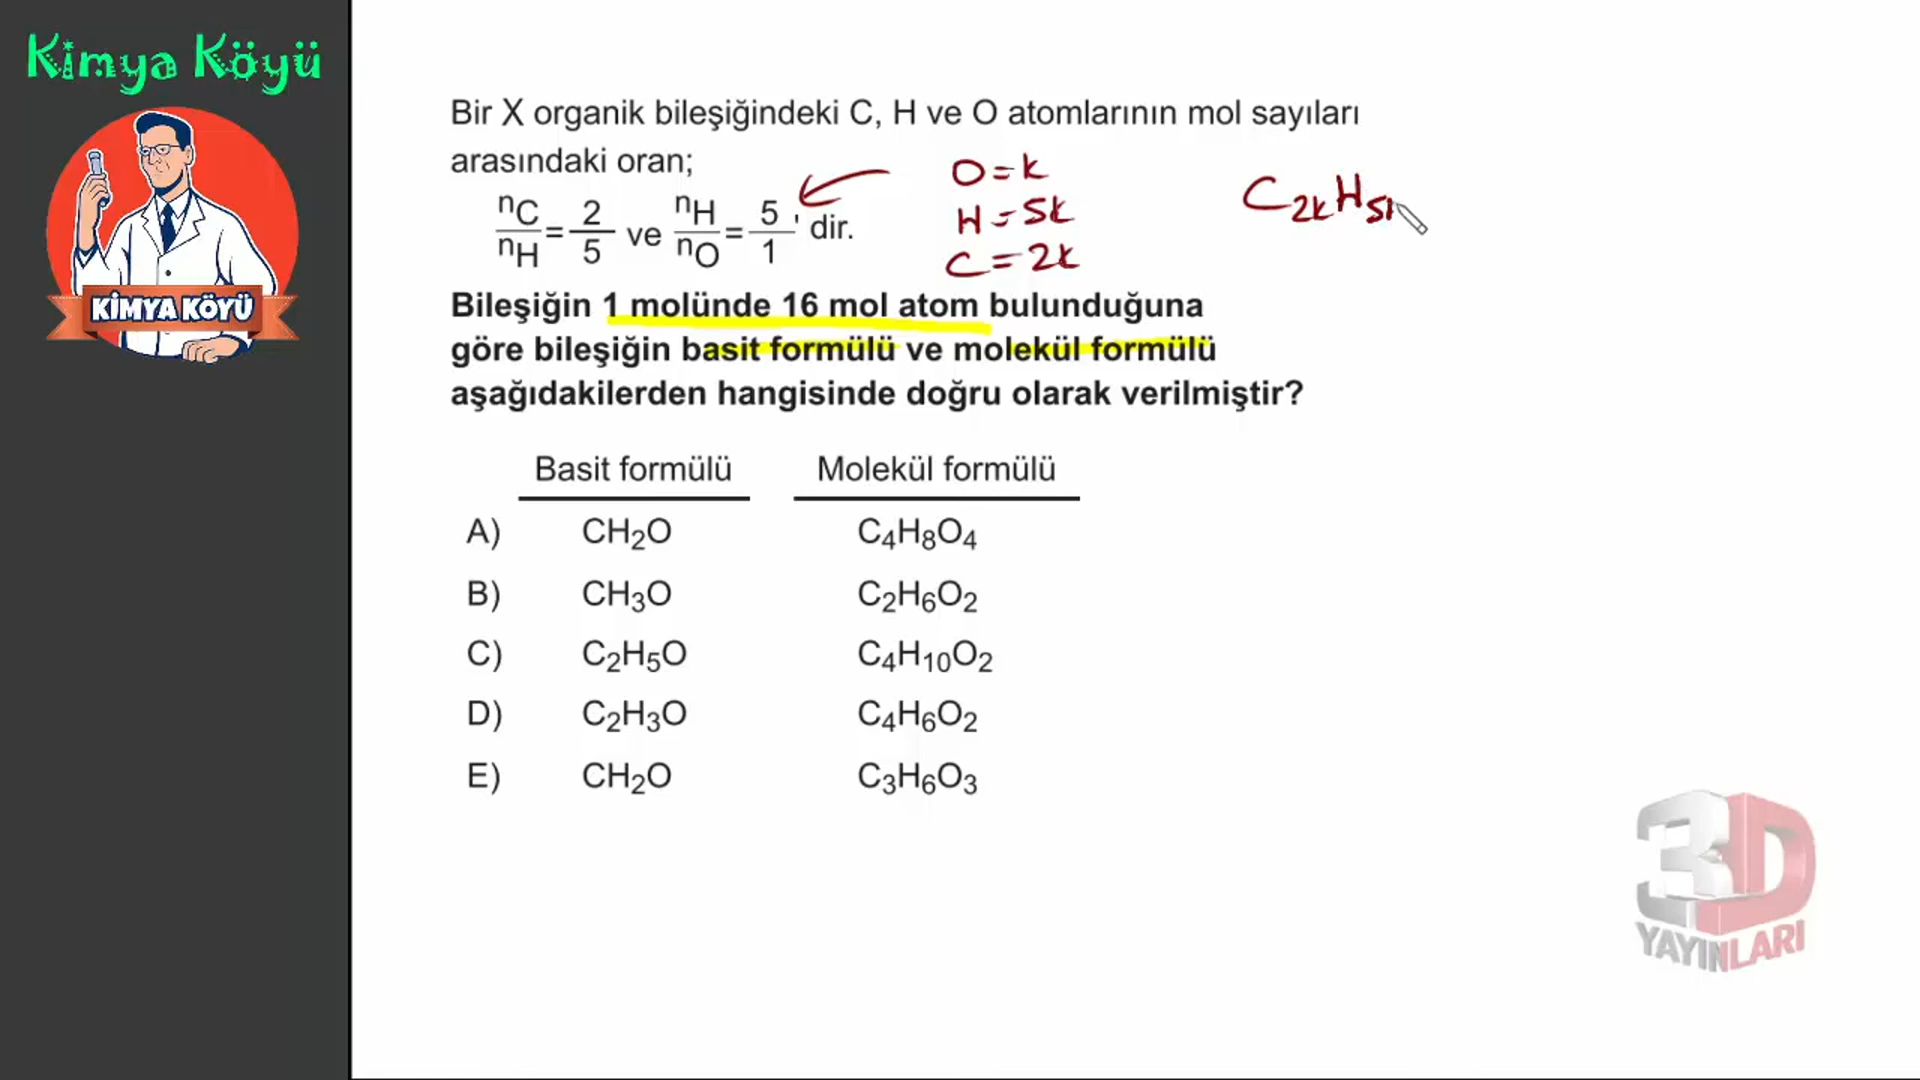 Kimya Köyü
KİMYA KÖYÜ
Bir X organik bileşiğindeki C, H ve O atomlarının mol sayıları
arasındaki oran;
nC/nH = 2/5 ve nH/nO = 5/1 ' dir.
O = k
H = 5k
C = 2k
C2kH5k
Bileşiğin 1 molünde 16 mol atom bulunduğuna
göre bileşiğin basit formülü ve molekül formülü
aşağıdakilerden hangisinde doğru olarak verilmiştir?
Basit formülü Molekül formülü
A) CH2O C4H8O4
B) CH3O C2H6O2
C) C2H5O C4H10O2
D) C2H3O C4H6O2
E) CH2O C3H6O3
3D
YAYINLARI